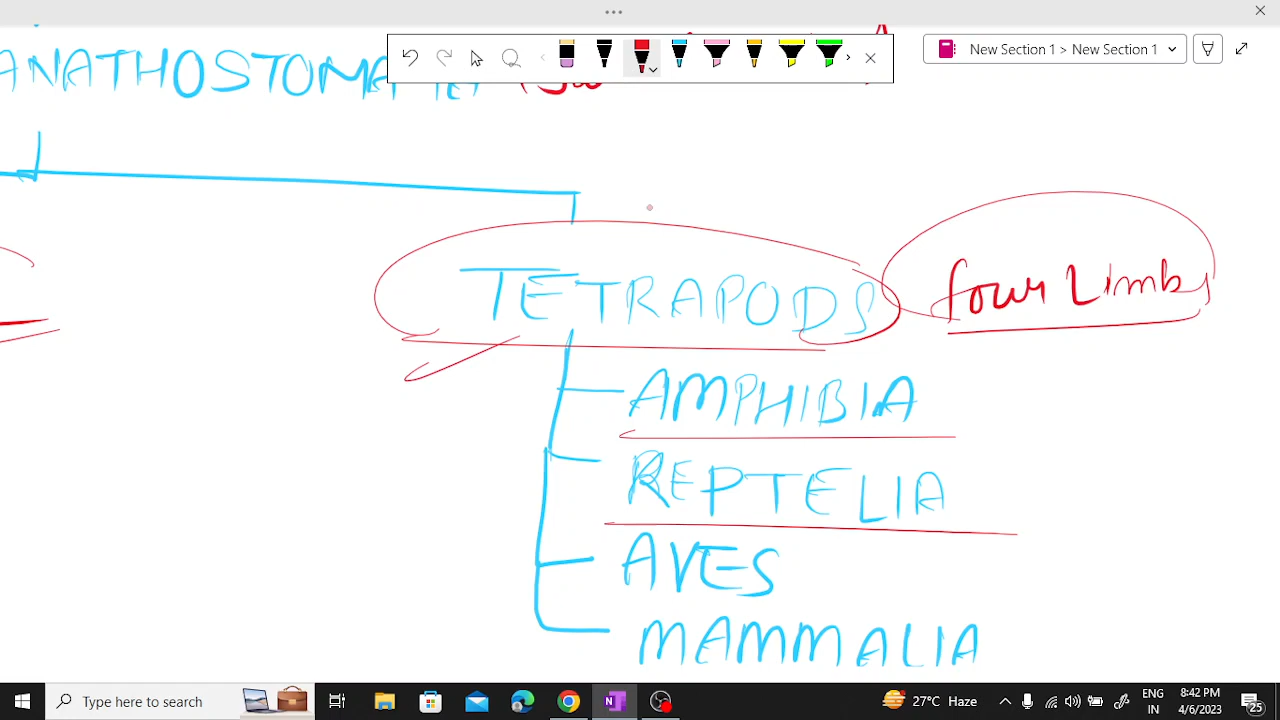 New Section 1 > New Section 1
ANATHOSTOMA
TETRAPODS four Limbs
AMPHIBIA
REPTELIA
AVES
MAMMALIA
Type here to search
27°C Haze
ENG
IN
8:42 PM
4/6/2023
25